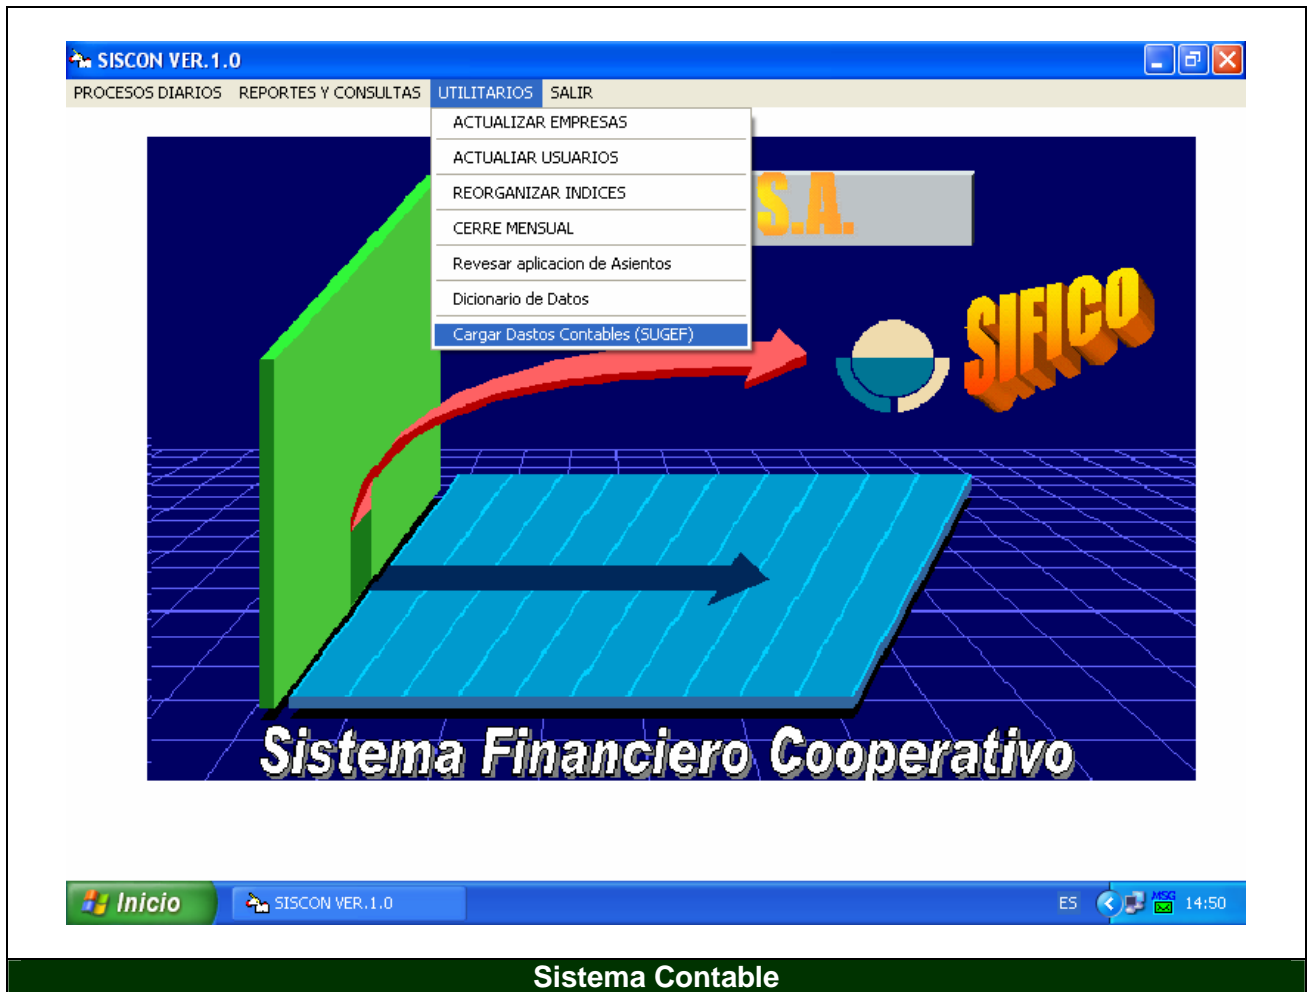 SISCON VER.1.0
PROCESOS DIARIOS REPORTES Y CONSULTAS UTILITARIOS SALIR
ACTUALIZAR EMPRESAS
ACTUALIAR USUARIOS
REORGANIZAR INDICES
CERRE MENSUAL
Revesar aplicacion de Asientos
Dicionario de Datos
Cargar Dastos Contables (SUGEF)
S.A.
SIFICO
Sistema Financiero Cooperativo
Inicio SISCON VER.1.0 ES MSG 14:50
Sistema Contable